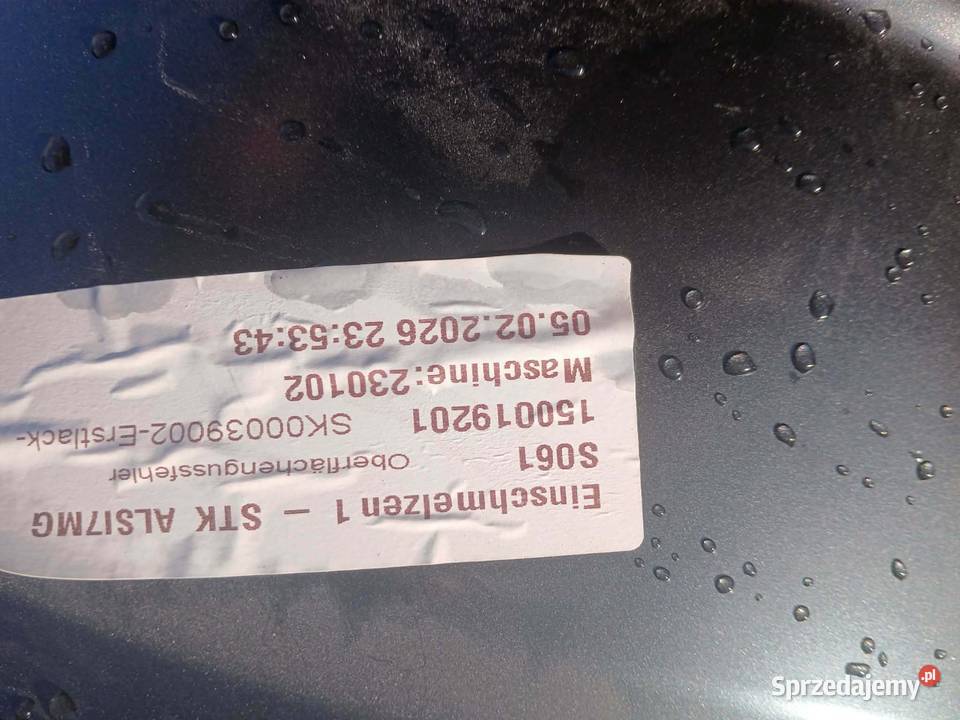 Einschmelzen 1 – STK ALSI7MG
S061 Oberflächengussfehler
150019201 SK00039002-Erstlack-
Maschine:230102
05.02.2026 23:53:43
Sprzedajemy.pl